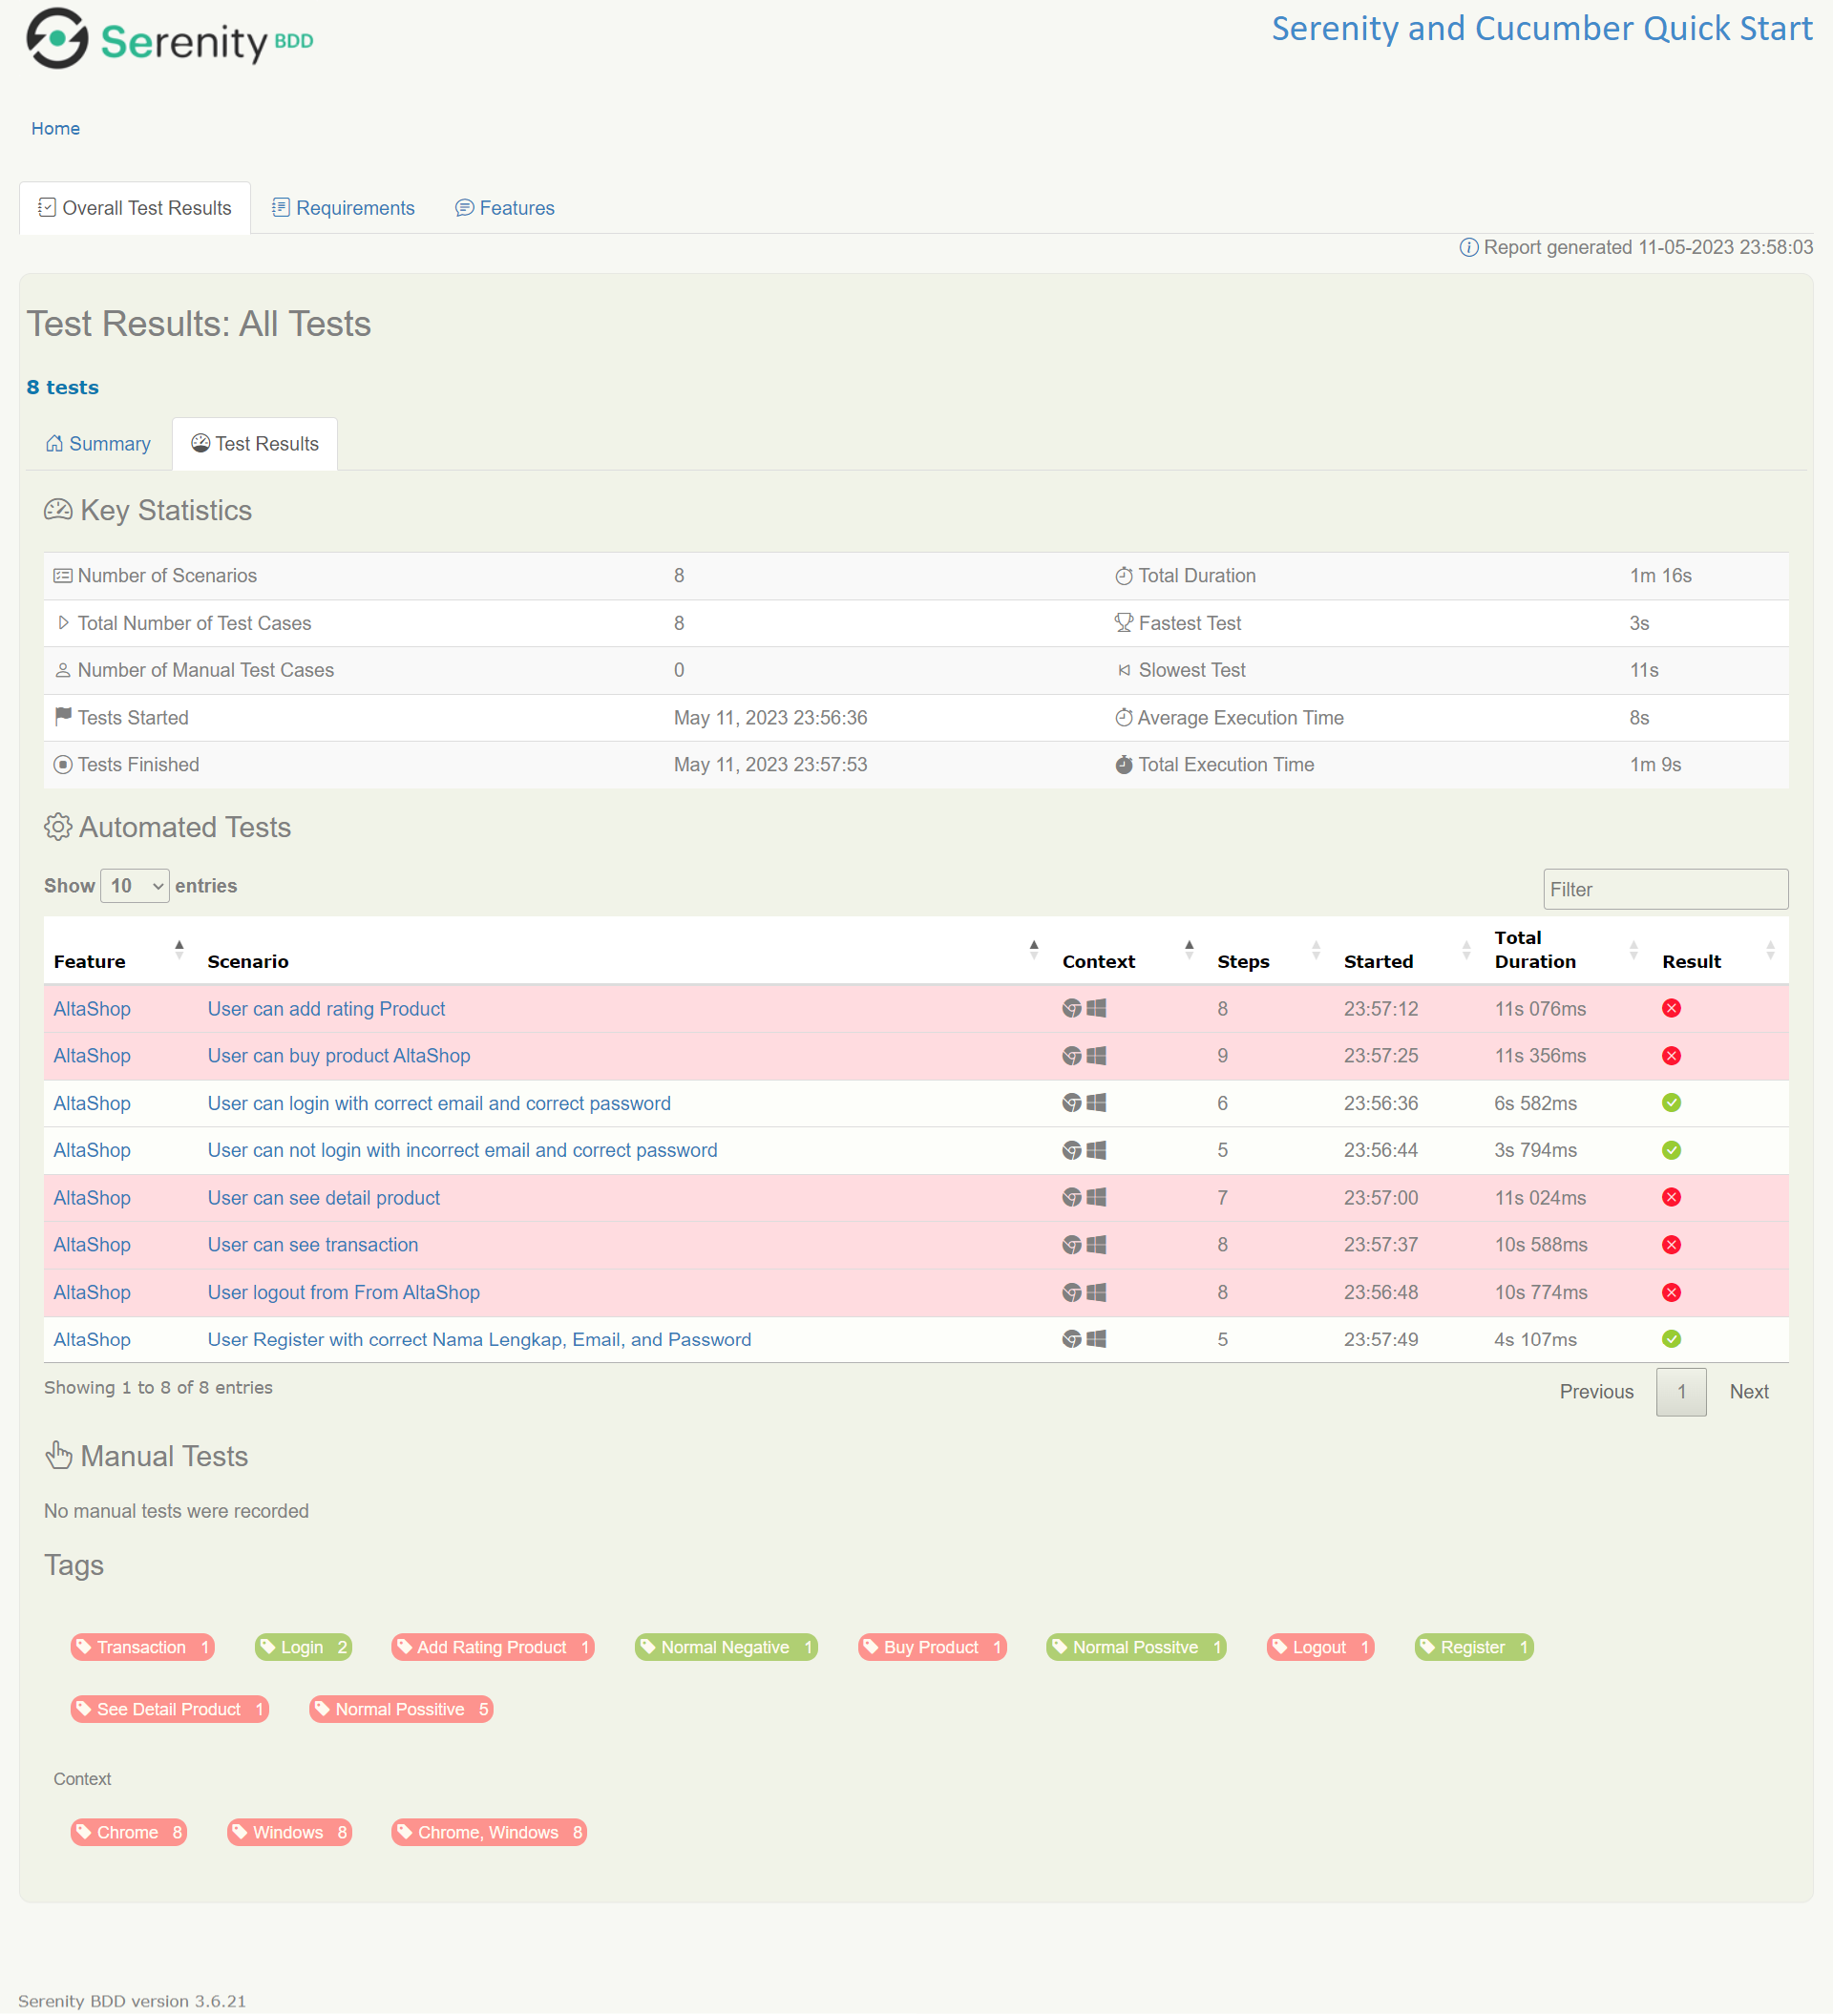 Serenity BDD
Serenity and Cucumber Quick Start
Home
Overall Test Results Requirements Features
Report generated 11-05-2023 23:58:03
Test Results: All Tests
8 tests
Summary Test Results
Key Statistics
Number of Scenarios 8 Total Duration 1m 16s
Total Number of Test Cases 8 Fastest Test 3s
Number of Manual Test Cases 0 Slowest Test 11s
Tests Started May 11, 2023 23:56:36 Average Execution Time 8s
Tests Finished May 11, 2023 23:57:53 Total Execution Time 1m 9s
Automated Tests
Show 10 entries Filter
Feature Scenario Context Steps Started Total Duration Result
AltaShop User can add rating Product 8 23:57:12 11s 076ms
AltaShop User can buy product AltaShop 9 23:57:25 11s 356ms
AltaShop User can login with correct email and correct password 6 23:56:36 6s 582ms
AltaShop User can not login with incorrect email and correct password 5 23:56:44 3s 794ms
AltaShop User can see detail product 7 23:57:00 11s 024ms
AltaShop User can see transaction 8 23:57:37 10s 588ms
AltaShop User logout from From AltaShop 8 23:56:48 10s 774ms
AltaShop User Register with correct Nama Lengkap, Email, and Password 5 23:57:49 4s 107ms
Showing 1 to 8 of 8 entries Previous 1 Next
Manual Tests
No manual tests were recorded
Tags
Transaction 1 Login 2 Add Rating Product 1 Normal Negative 1 Buy Product 1 Normal Possitve 1 Logout 1 Register 1
See Detail Product 1 Normal Possitive 5
Context
Chrome 8 Windows 8 Chrome, Windows 8
Serenity BDD version 3.6.21